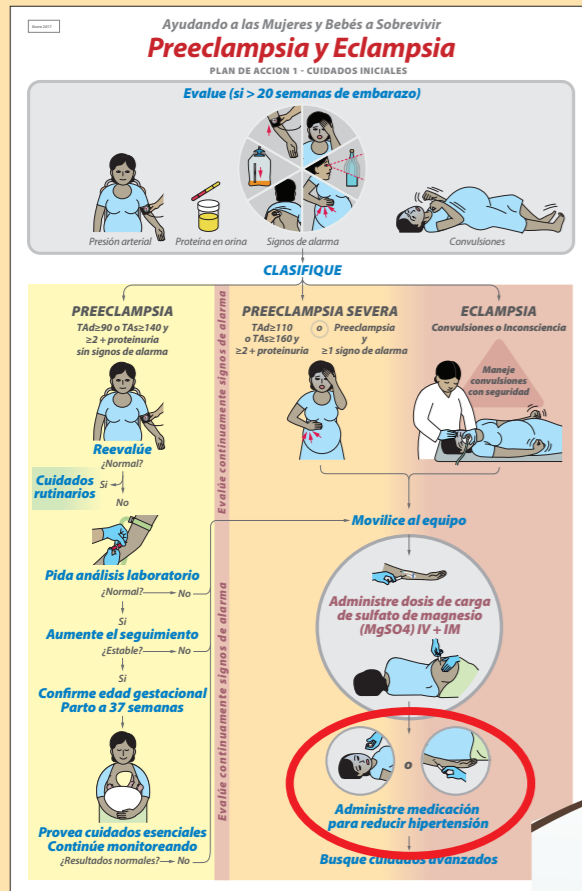 Enero 2017
Ayudando a las Mujeres y Bebés a Sobrevivir
Preeclampsia y Eclampsia
PLAN DE ACCION 1 - CUIDADOS INICIALES
Evalue (si > 20 semanas de embarazo)
Presión arterial
Proteína en orina
Signos de alarma
Convulsiones
CLASIFIQUE
Evalúe continuamente signos de alarma
Evalúe continuamente signos de alarma
PREECLAMPSIA
TAd≥90 o TAs≥140 y
≥2 + proteinuria
sin signos de alarma
Reevalúe
¿Normal?
Si
Cuidados
rutinarios
No
Pida análisis laboratorio
¿Normal?
No
Si
Aumente el seguimiento
¿Estable?
No
Si
Confirme edad gestacional
Parto a 37 semanas
Provea cuidados esenciales
Continúe monitoreando
¿Resultados normales?
No
PREECLAMPSIA SEVERA
TAd≥110
o TAs≥160 y
≥2 + proteinuria
o
Preeclampsia
y
≥1 signo de alarma
ECLAMPSIA
Convulsiones o Inconsciencia
Maneje
convulsiones
con seguridad
Movilice al equipo
Administre dosis de carga
de sulfato de magnesio
(MgSO4) IV + IM
o
Administre medicación
para reducir hipertensión
Busque cuidados avanzados